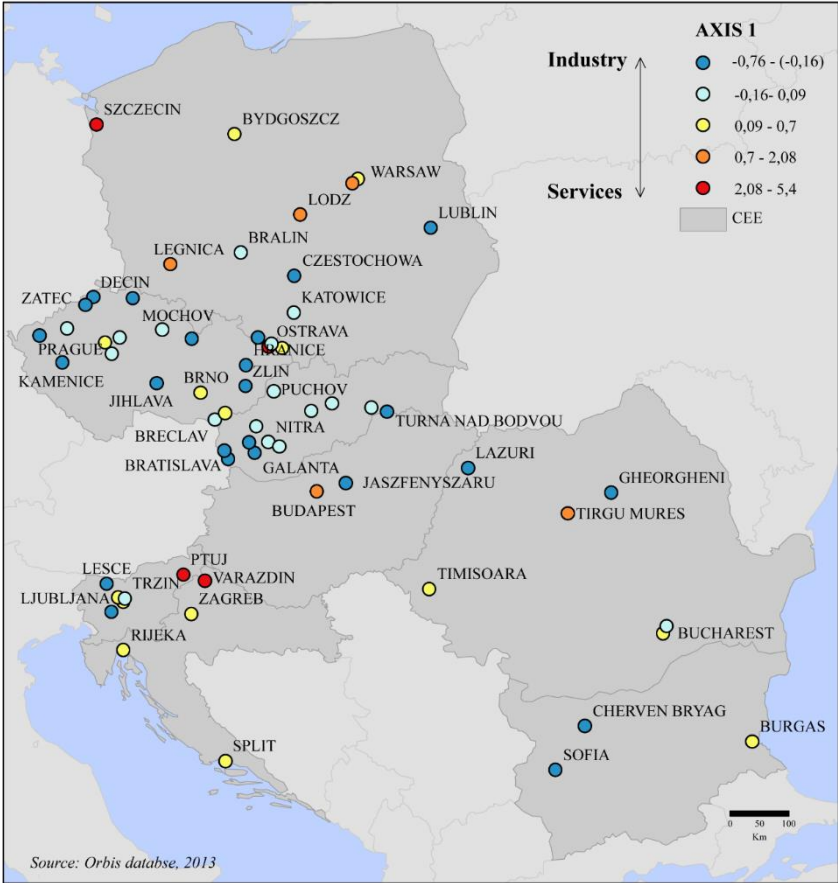 AXIS 1
Industry
Services
-0,76 - (-0,16)
-0,16- 0,09
0,09 - 0,7
0,7 - 2,08
2,08 - 5,4
CEE
SZCZECIN
BYDGOSZCZ
WARSAW
LODZ
LUBLIN
BRALIN
LEGNICA
CZESTOCHOWA
DECIN
ZATEC
KATOWICE
MOCHOV
OSTRAVA
PRAGUE
HRANICE
KAMENICE
ZLIN
BRNO
PUCHOV
JIHLAVA
TURNA NAD BODVOU
BRECLAV
NITRA
BRATISLAVA
GALANTA
LAZURI
JASZFENYSZARU
GHEORGHENI
BUDAPEST
TIRGU MURES
PTUJ
LESCE
TRZIN
VARAZDIN
TIMISOARA
LJUBLJANA
ZAGREB
RIJEKA
BUCHAREST
CHERVEN BRYAG
BURGAS
SPLIT
SOFIA
0 50 100
Km
Source: Orbis databse, 2013